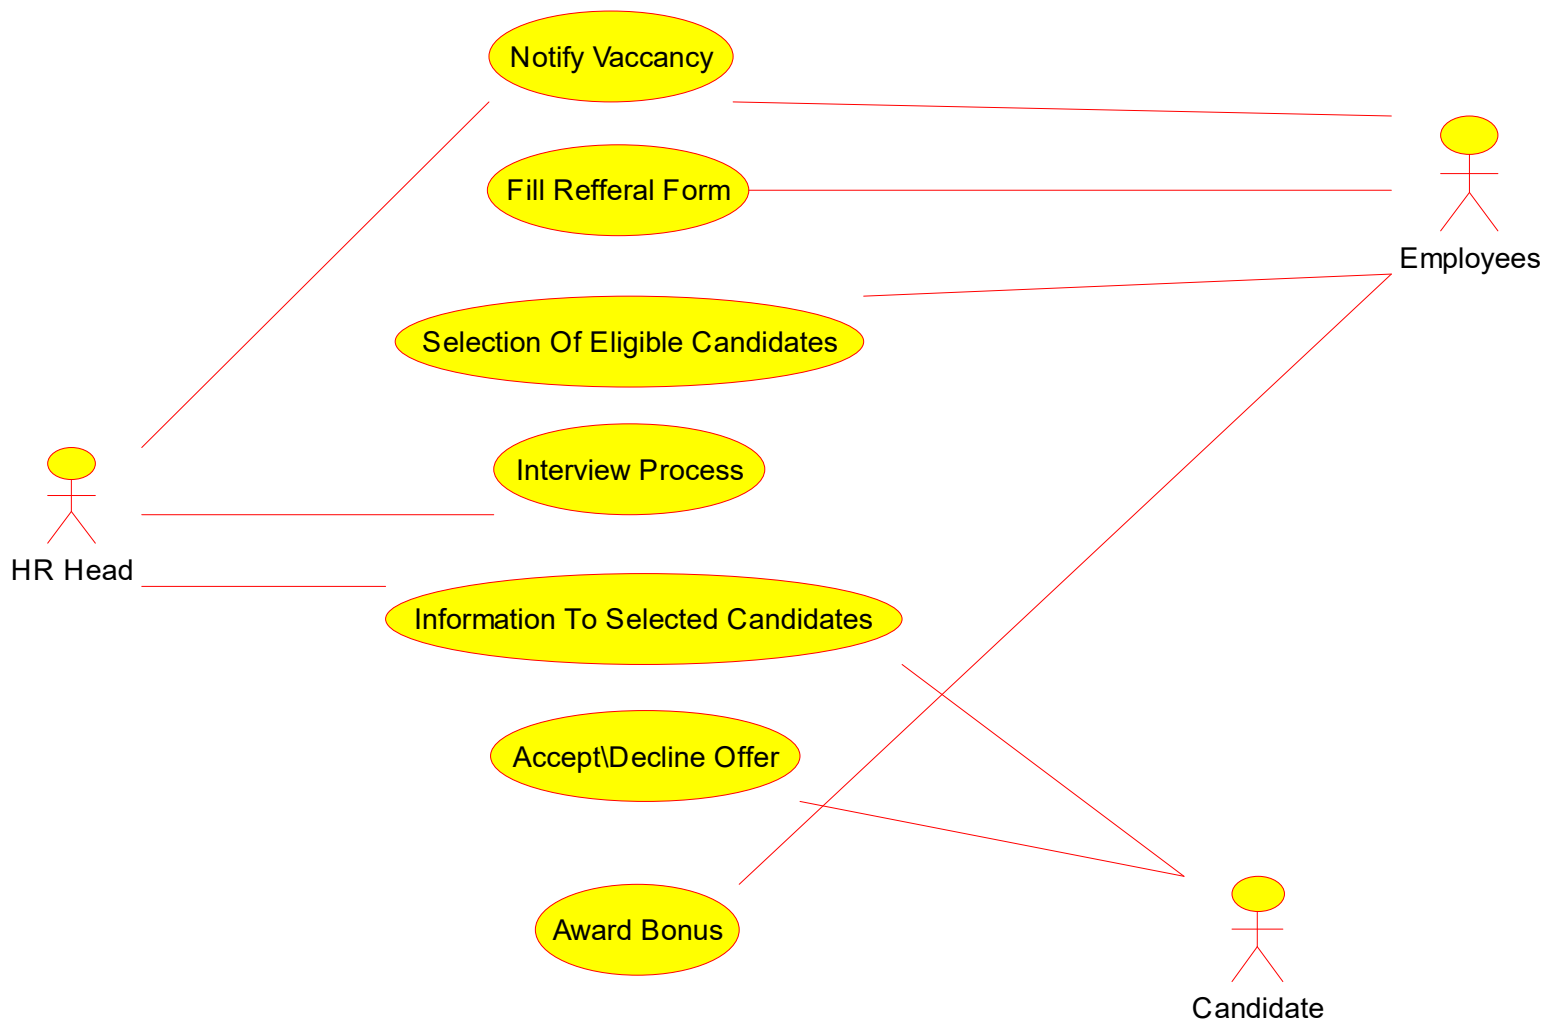 Notify Vaccancy
Fill Refferal Form
Employees
Selection Of Eligible Candidates
Interview Process
HR Head
Information To Selected Candidates
Accept\Decline Offer
Award Bonus
Candidate